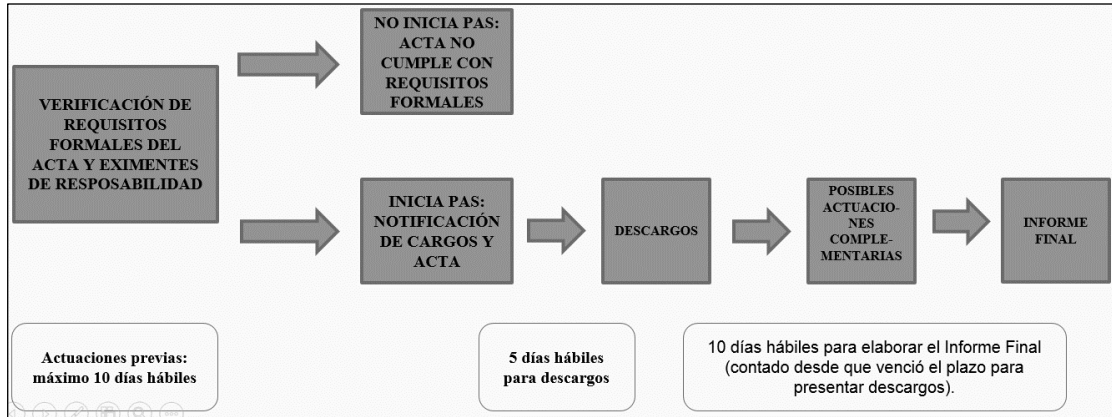 NO INICIA PAS:
ACTA NO
CUMPLE CON
REQUISITOS
FORMALES
VERIFICACIÓN DE
REQUISITOS
FORMALES DEL
ACTA Y EXIMENTES
DE RESPOSABILIDAD
INICIA PAS:
NOTIFICACIÓN
DE CARGOS Y
ACTA
DESCARGOS
POSIBLES
ACTUACIO-
NES
COMPLE-
MENTARIAS
INFORME
FINAL
Actuaciones previas:
máximo 10 días hábiles
5 días hábiles
para descargos
10 días hábiles para elaborar el Informe Final
(contado desde que venció el plazo para
presentar descargos).